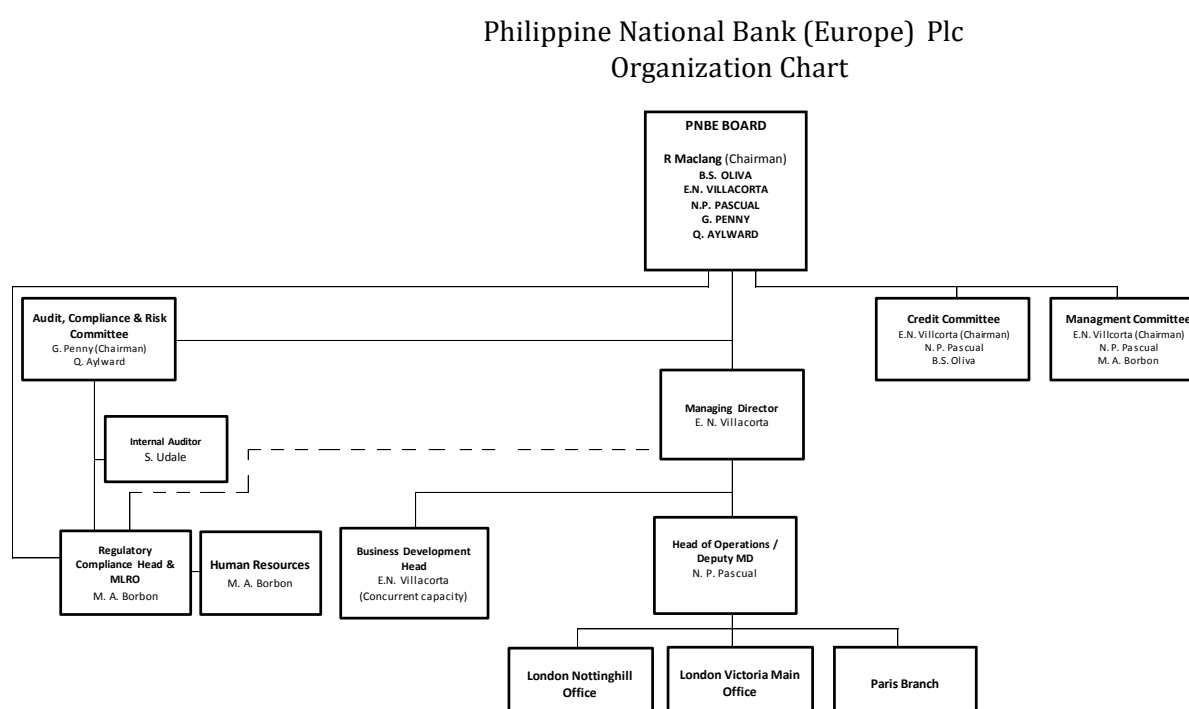 Philippine National Bank (Europe) Plc
Organization Chart
PNBE BOARD
R Maclang (Chairman)
B.S. OLIVA
E.N. VILLACORTA
N.P. PASCUAL
G. PENNY
Q. AYLWARD
Audit, Compliance & Risk
Committee
G. Penny (Chairman)
Q. Aylward
Credit Committee
E.N. Villcorta (Chairman)
N. P. Pascual
B.S. Oliva
Managment Committee
E.N. Villcorta (Chairman)
N. P. Pascual
M. A. Borbon
Managing Director
E. N. Villacorta
Internal Auditor
S. Udale
Regulatory
Compliance Head &
MLRO
M. A. Borbon
Human Resources
M. A. Borbon
Business Development
Head
E.N. Villacorta
(Concurrent capacity)
Head of Operations /
Deputy MD
N. P. Pascual
London Nottinghill
Office
London Victoria Main
Office
Paris Branch